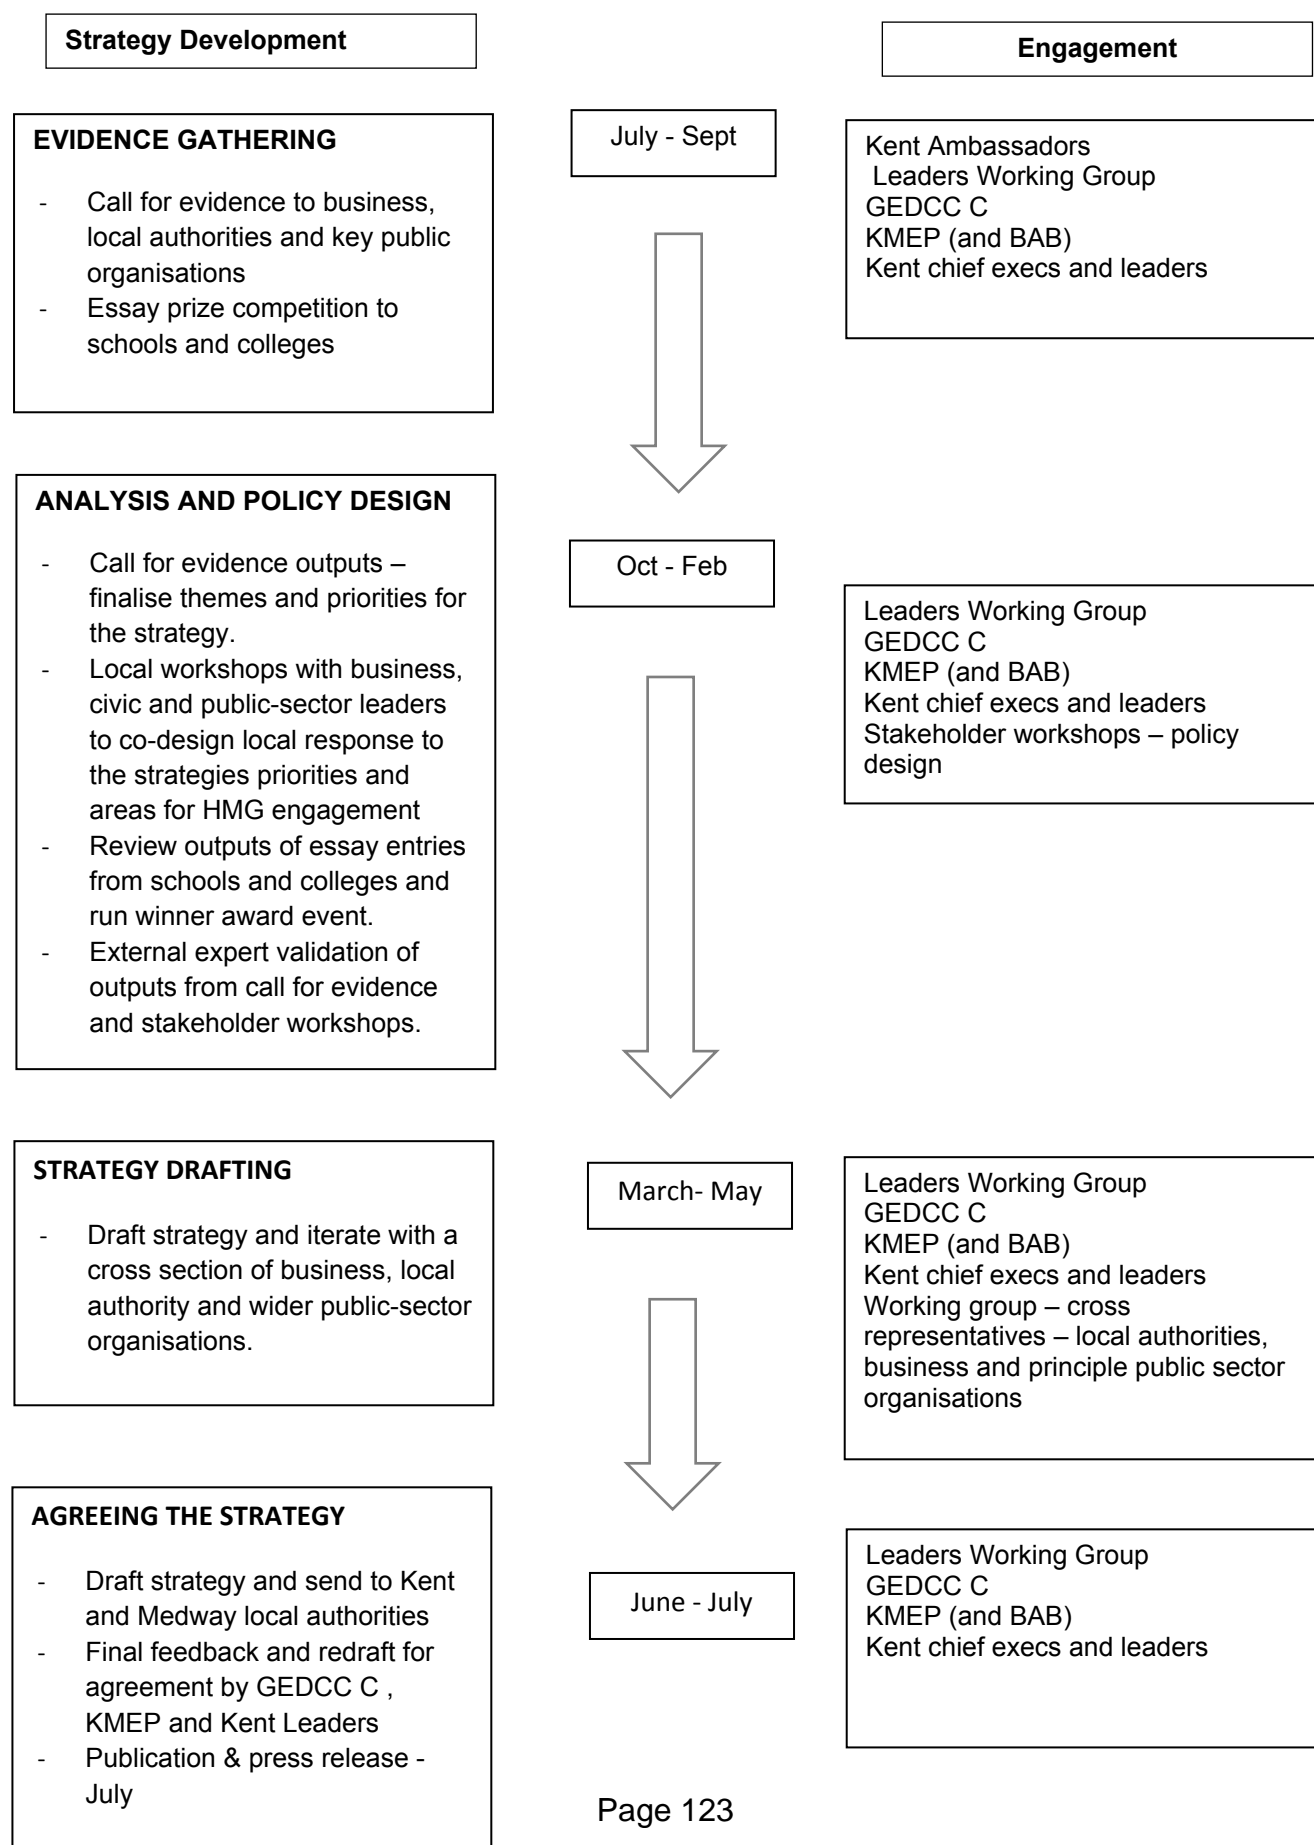 Strategy Development
Engagement
EVIDENCE GATHERING
- Call for evidence to business,
local authorities and key public
organisations
- Essay prize competition to
schools and colleges
July - Sept
Kent Ambassadors
Leaders Working Group
GEDCC C
KMEP (and BAB)
Kent chief execs and leaders
ANALYSIS AND POLICY DESIGN
- Call for evidence outputs –
finalise themes and priorities for
the strategy.
- Local workshops with business,
civic and public-sector leaders
to co-design local response to
the strategies priorities and
areas for HMG engagement
- Review outputs of essay entries
from schools and colleges and
run winner award event.
- External expert validation of
outputs from call for evidence
and stakeholder workshops.
Oct - Feb
Leaders Working Group
GEDCC C
KMEP (and BAB)
Kent chief execs and leaders
Stakeholder workshops – policy
design
STRATEGY DRAFTING
- Draft strategy and iterate with a
cross section of business, local
authority and wider public-sector
organisations.
March- May
Leaders Working Group
GEDCC C
KMEP (and BAB)
Kent chief execs and leaders
Working group – cross
representatives – local authorities,
business and principle public sector
organisations
AGREEING THE STRATEGY
- Draft strategy and send to Kent
and Medway local authorities
- Final feedback and redraft for
agreement by GEDCC C ,
KMEP and Kent Leaders
- Publication & press release -
July
June - July
Leaders Working Group
GEDCC C
KMEP (and BAB)
Kent chief execs and leaders
Page 123